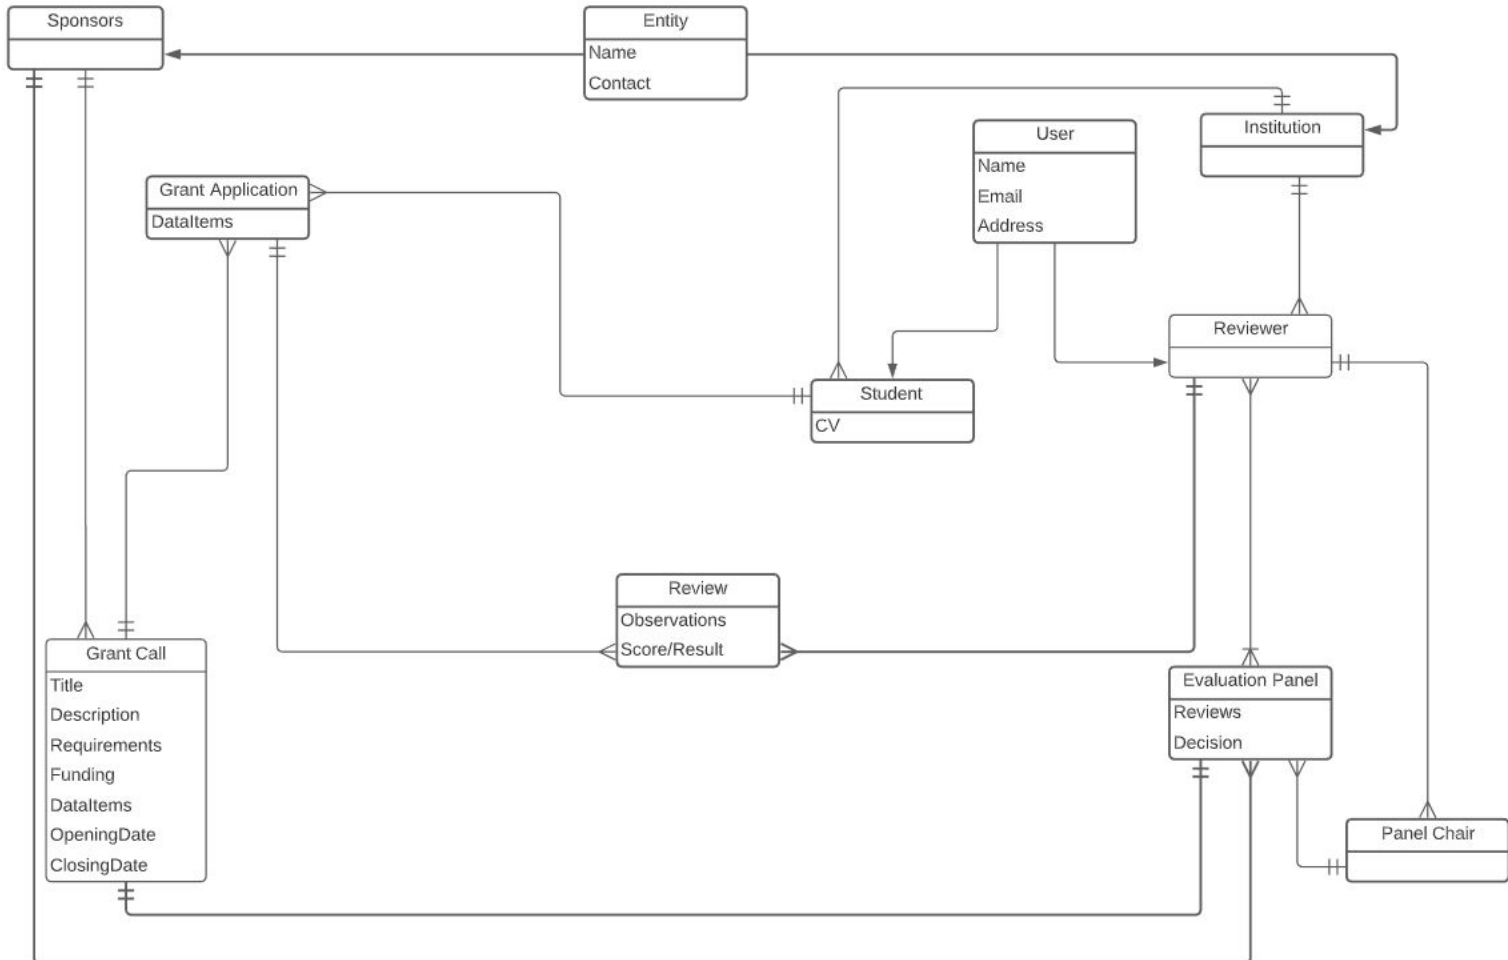 Sponsors
Entity
Name
Contact
User
Name
Email
Address
Institution
Grant Application
DataItems
Reviewer
Student
CV
Review
Observations
Score/Result
Grant Call
Title
Description
Requirements
Funding
DataItems
OpeningDate
ClosingDate
Evaluation Panel
Reviews
Decision
Panel Chair